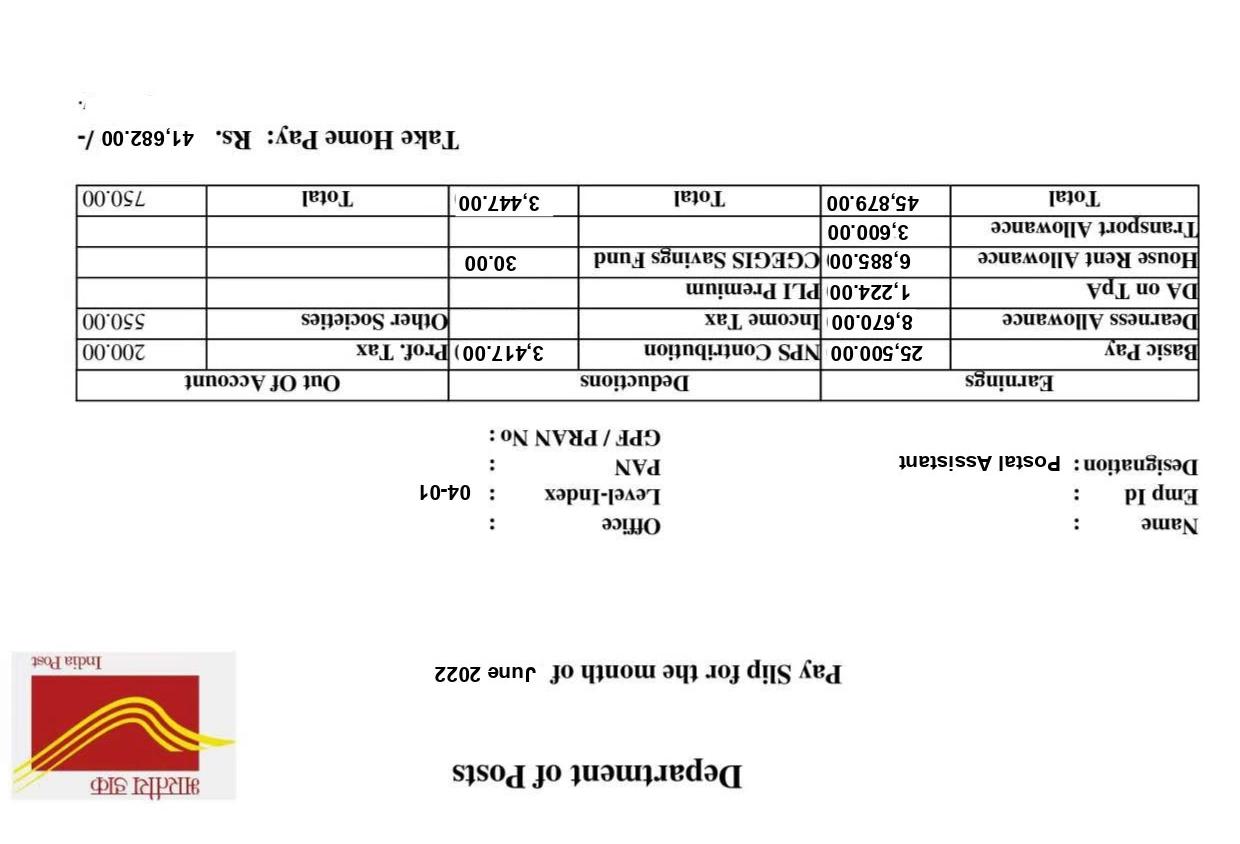 भारतीय डाक
India Post
Department of Posts
Pay Slip for the month of June 2022
Name : Office :
Emp Id : Level-Index : 04-01
Designation : Postal Assistant PAN :
GPF / PRAN No :
Earnings Deductions Out Of Account
Basic Pay 25,500.00 NPS Contribution 3,417.00 Prof. Tax 200.00
Dearness Allowance 8,670.00 Income Tax Other Societies 550.00
DA on TpA 1,224.00 PLI Premium
House Rent Allowance 6,885.00 CGEGIS Savings Fund 30.00
Transport Allowance 3,600.00
Total 45,879.00 Total 3,447.00 Total 750.00
Take Home Pay: Rs. 41,682.00 /-